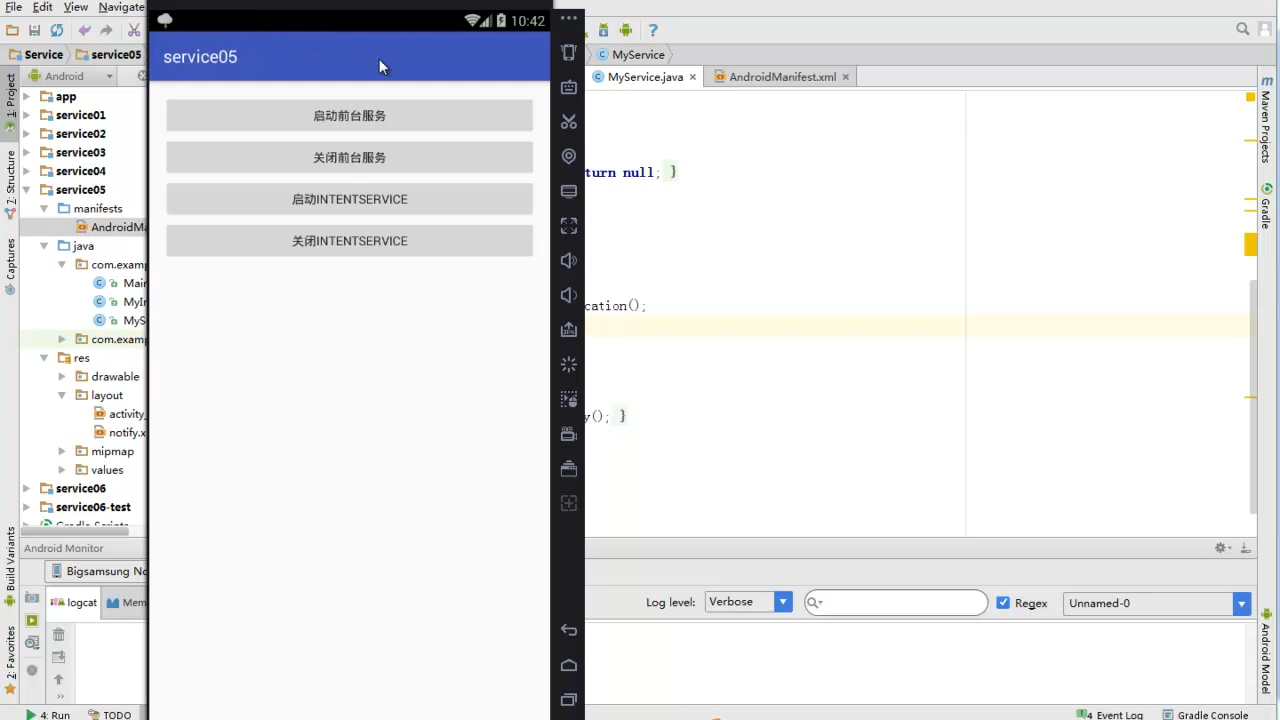 File Edit View Navigate
Service service05
MyService
MyService.java
AndroidManifest.xml
1: Project
Android
app
service01
service02
service03
service04
service05
manifests
AndroidMa
java
com.examp
Mair
MyIn
MyS
com.examp
res
drawable
layout
activity_
notify.x
mipmap
values
service06
service06-test
7: Structure
Captures
Build Variants
2: Favorites
10:42
service05
启动前台服务
关闭前台服务
启动INTENTSERVICE
关闭INTENTSERVICE
turn null; }
cation();
y(); }
MyBatis Properties
Gradle
Android Model
Android Monitor
Bigsamsung No
logcat
Mem
Log level:
Verbose
Regex
Unnamed-0
4: Run
TODO
Event Log
Gradle Console